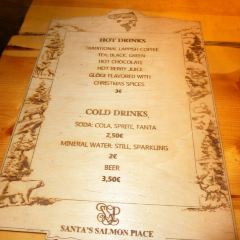 HOT DRINKS
TRADITIONAL LAPPISH COFFEE
TEA: BLACK, GREEN
HOT CHOCOLATE
HOT BERRY JUICE
GLÖGI FLAVORED WITH
CHRISTMAS SPICES
3€
COLD DRINKS
SODA: COLA, SPRITE, FANTA
2,50€
MINERAL WATER: STILL, SPARKLING
2€
BEER
3,50€
SSP
SANTA'S SALMON PLACE